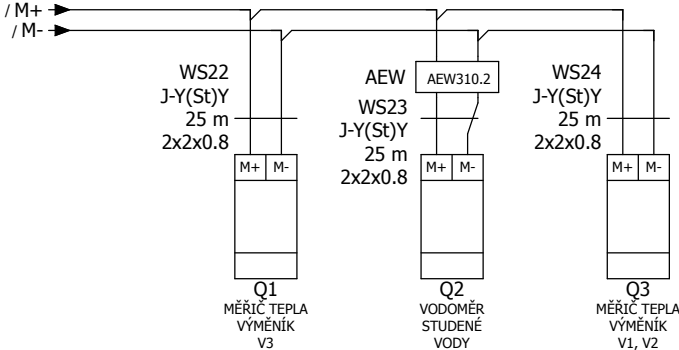 / M+
/ M-
WS22
J-Y(St)Y
25 m
2x2x0.8
AEW
AEW310.2
WS23
J-Y(St)Y
25 m
2x2x0.8
WS24
J-Y(St)Y
25 m
2x2x0.8
M+ M-
M+ M-
M+ M-
Q1
MĚŘIČ TEPLA
VÝMĚNÍK
V3
Q2
VODOMĚR
STUDENÉ
VODY
Q3
MĚŘIČ TEPLA
VÝMĚNÍK
V1, V2